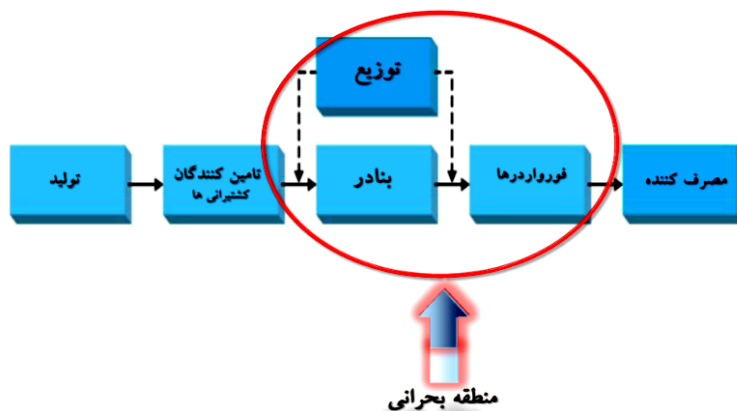 توزیع
تولید
تامین کنندگان
کشتیرانی ها
بنادر
فورواردرها
مصرف کننده
منطقه بحرانی